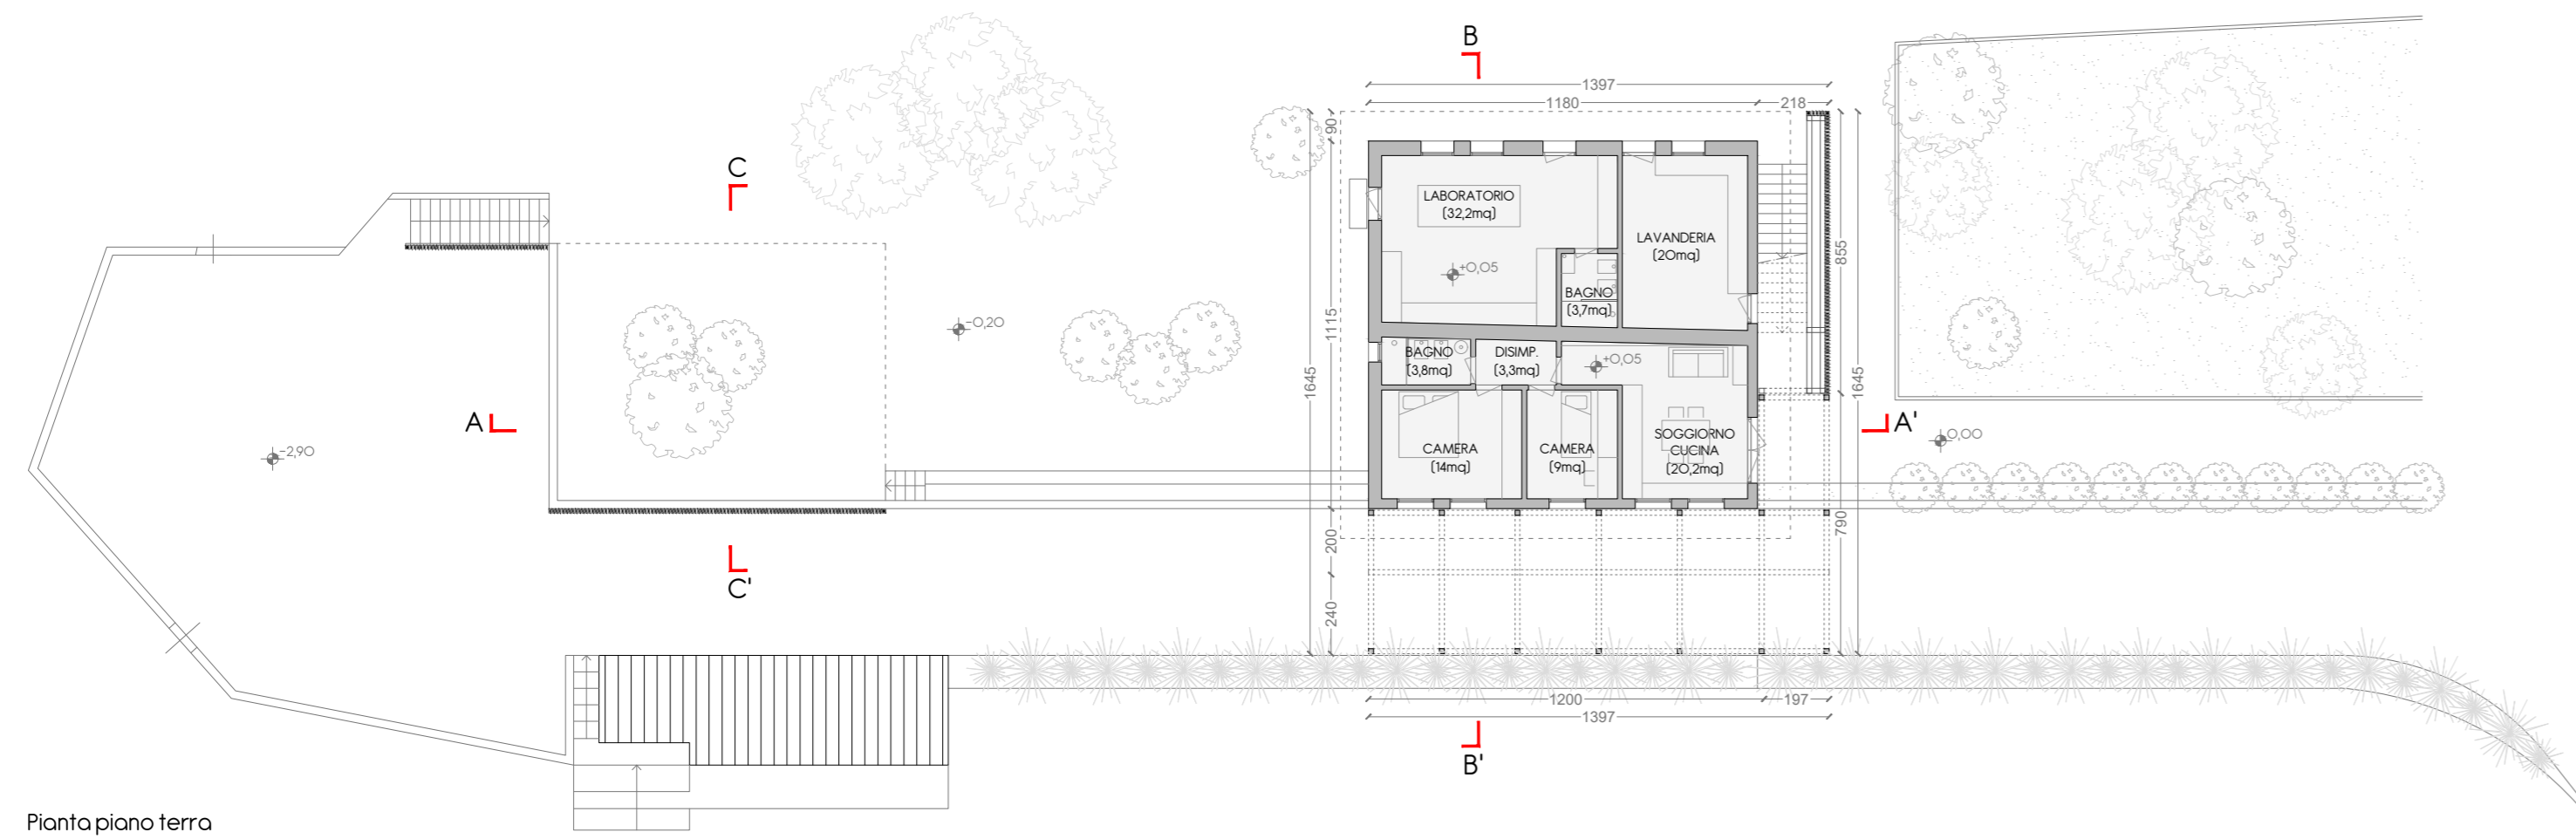 B
1397
1180
218
90
C
LABORATORIO
(32,2mq)
LAVANDERIA
(20mq)
855
+0,05
BAGNO
(3,7mq)
-0,20
1115
BAGNO
(3,8mq)
DISIMP.
(3,3mq)
+0,05
1645
1645
A
A'
0,00
-2,90
CAMERA
(14mq)
CAMERA
(9mq)
SOGGIORNO
CUCINA
(20,2mq)
790
200
C'
240
1200
197
1397
B'
Pianta piano terra